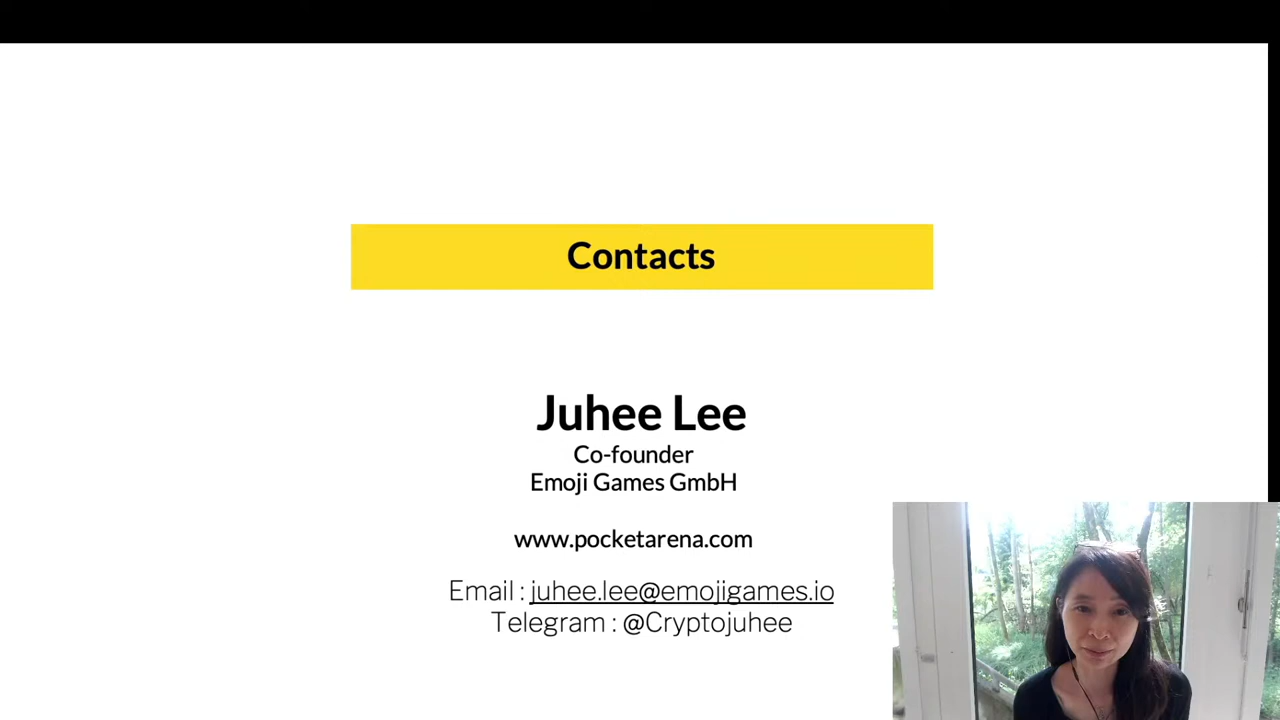 Contacts
Juhee Lee
Co-founder
Emoji Games GmbH
www.pocketarena.com
Email : juhee.lee@emojigames.io
Telegram : @Cryptojuhee